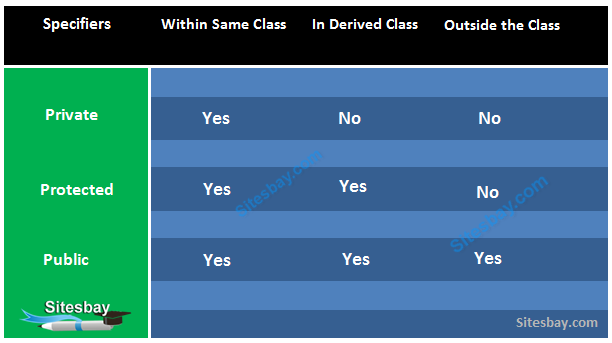 Specifiers Within Same Class In Derived Class Outside the Class
Private Yes No No
Protected Yes Yes No
Sitesbay.com
Sitesbay.com
Public Yes Yes Yes
Sitesbay
Sitesbay.com